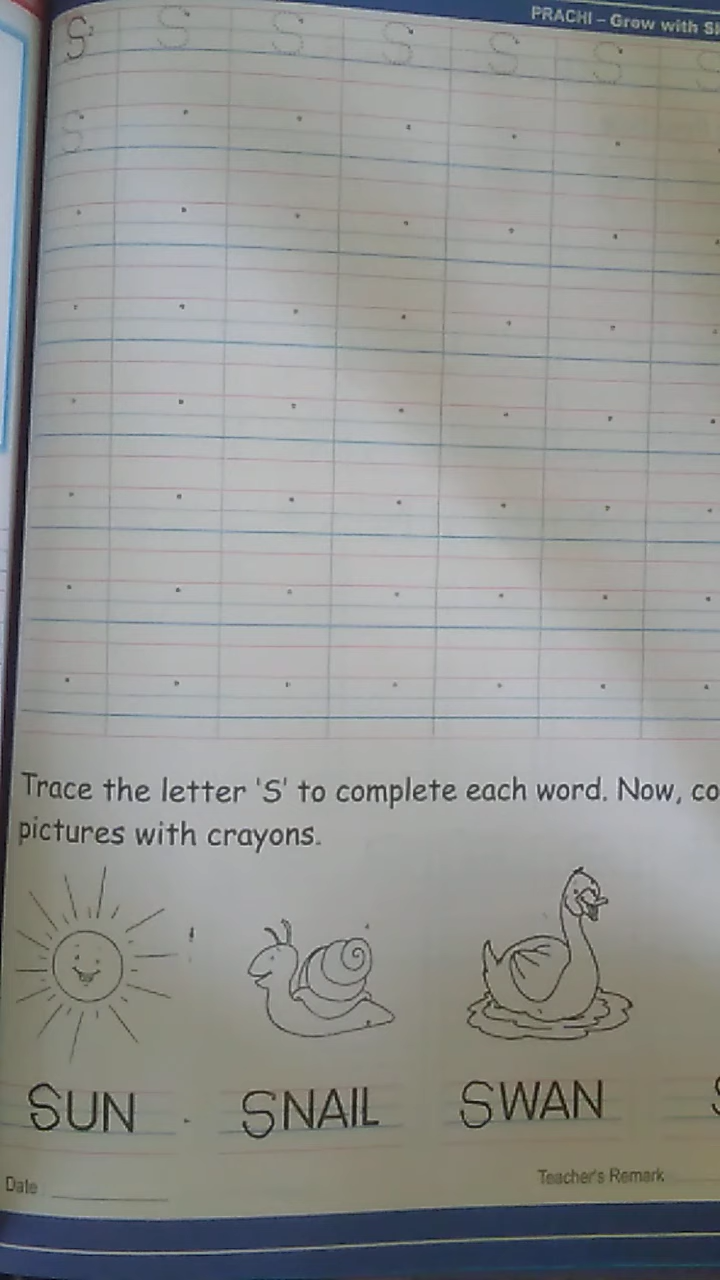 PRACHI – Grow with
S S S S S S S
S
Trace the letter 'S' to complete each word. Now,
pictures with crayons.
SUN SNAIL SWAN S
Date
Teacher's Remark